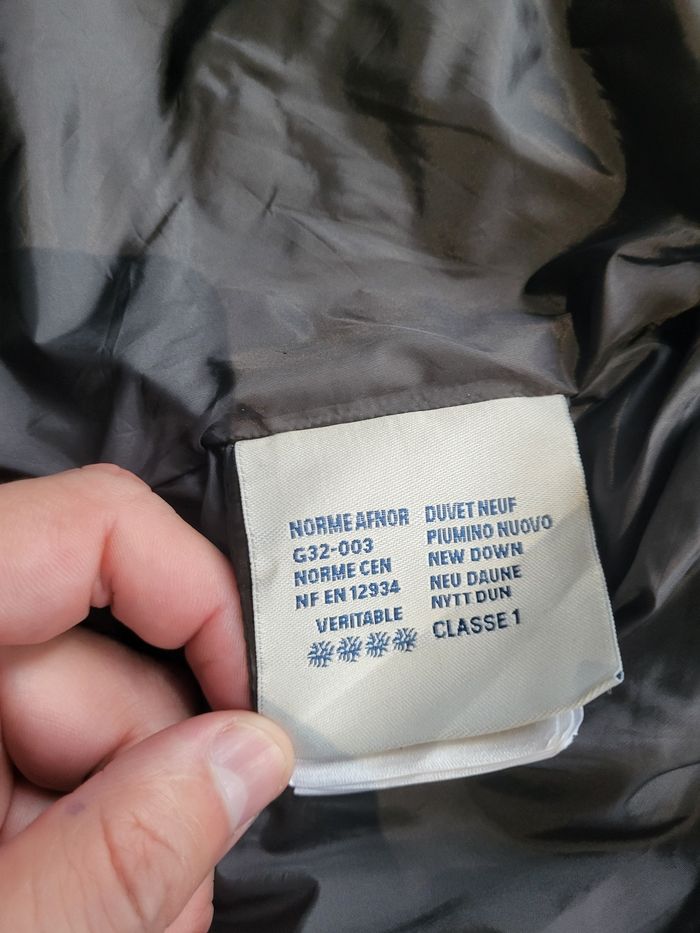 NORME AFNOR
G32-003
NORME CEN
NF EN 12934
VERITABLE
DUVET NEUF
PIUMINO NUOVO
NEW DOWN
NEU DAUNE
NYTT DUN
CLASSE 1